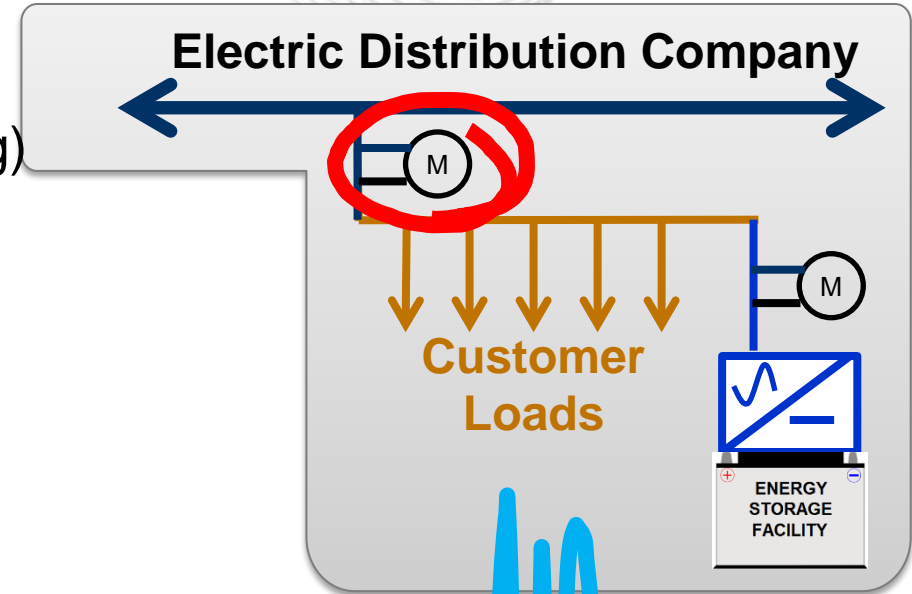 Electric Distribution Company
g)
M
M
Customer
Loads
+
−
ENERGY
STORAGE
FACILITY